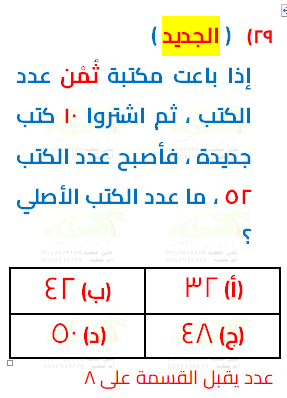 ٢٩) ( الجديد )
إذا باعت مكتبة ثُمْن عدد
الكتب ، ثم اشتروا ١٠ كتب
جديدة ، فأصبح عدد الكتب
٥٢ ، ما عدد الكتب الأصلي
؟
(أ) ٣٢ (ب) ٤٢
(ج) ٤٨ (د) ٥٠
عدد يقبل القسمة على ٨